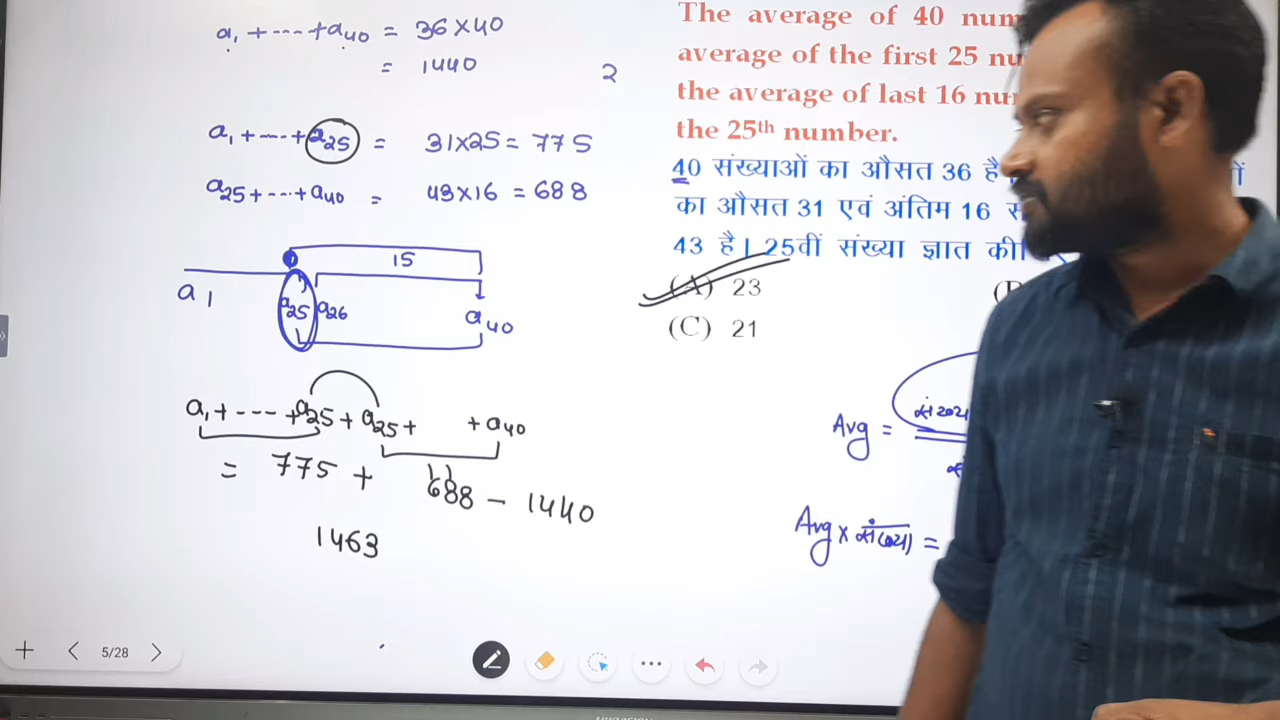 a₁ + ---- + a₄₀ = 36 × 40
= 1440
2
a₁ + --- + a₂₅ = 31×25 = 775
a₂₅ + --- + a₄₀ = 43×16 = 688
15
a₁ a₂₅ a₂₆ a₄₀
a₁ + ---- + a₂₅ + a₂₅ + + a₄₀
= 775 + 688 - 1440
1463
The average of 40
average of the first 25
the average of last 16
the 25th number.
40 संख्याओं का औसत 36 है
का औसत 31 एवं अंतिम 16
43 है। 25वीं संख्या ज्ञात
(A) 23
(C) 21
Avg =
Avg × =
5/28